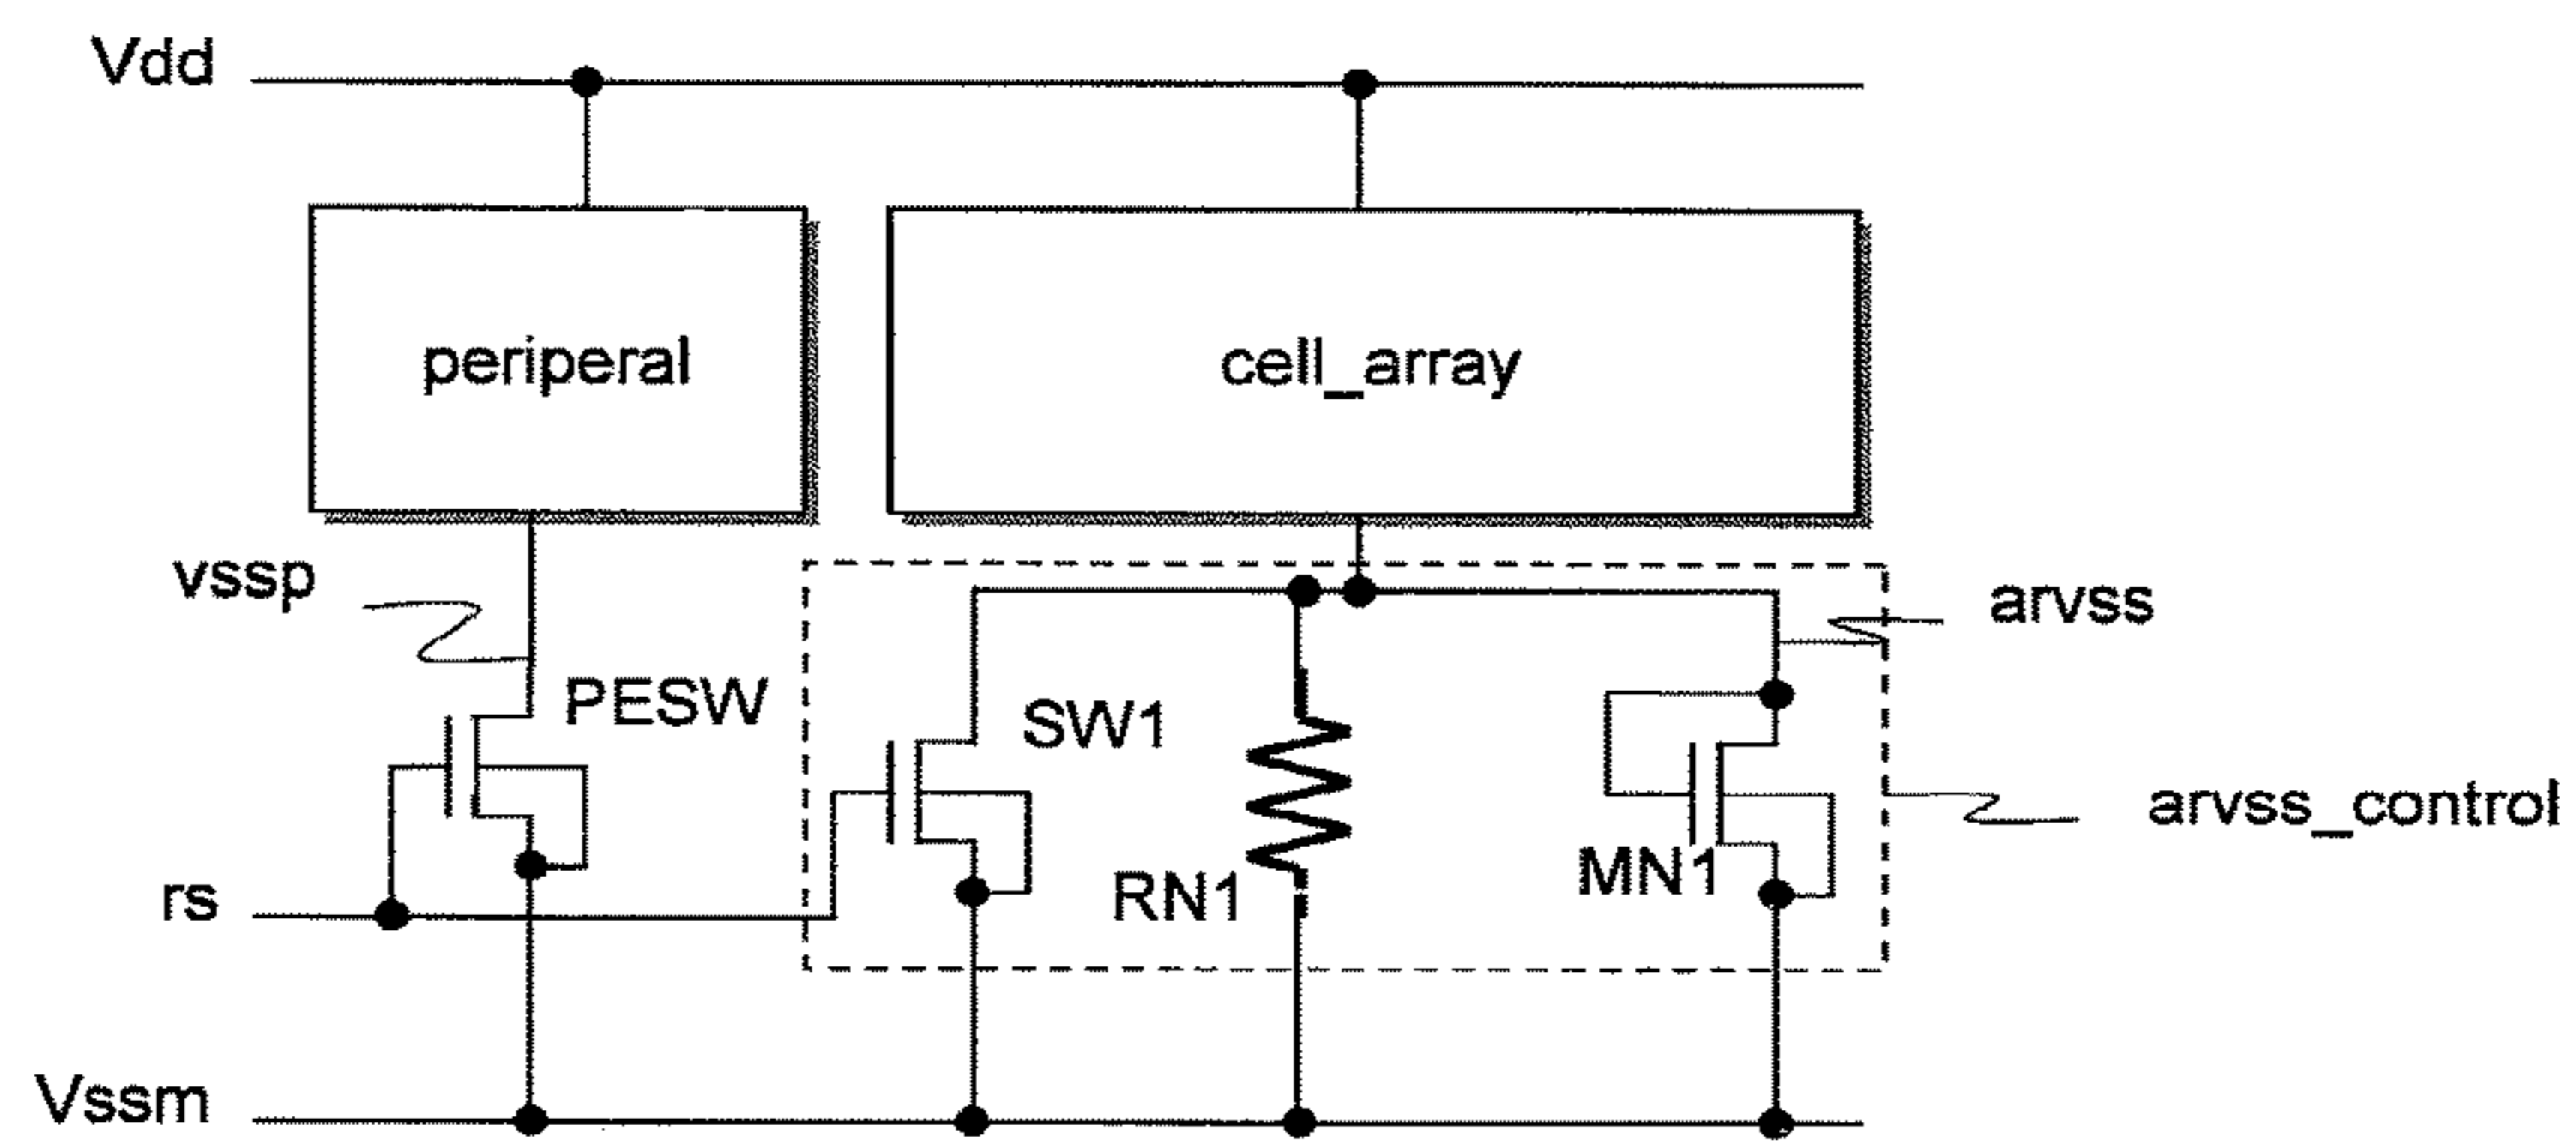 Vdd
periperal
cell_array
vssp
arvss
PESW
SW1
arvss_control
MN1
RN1
rs
Vssm